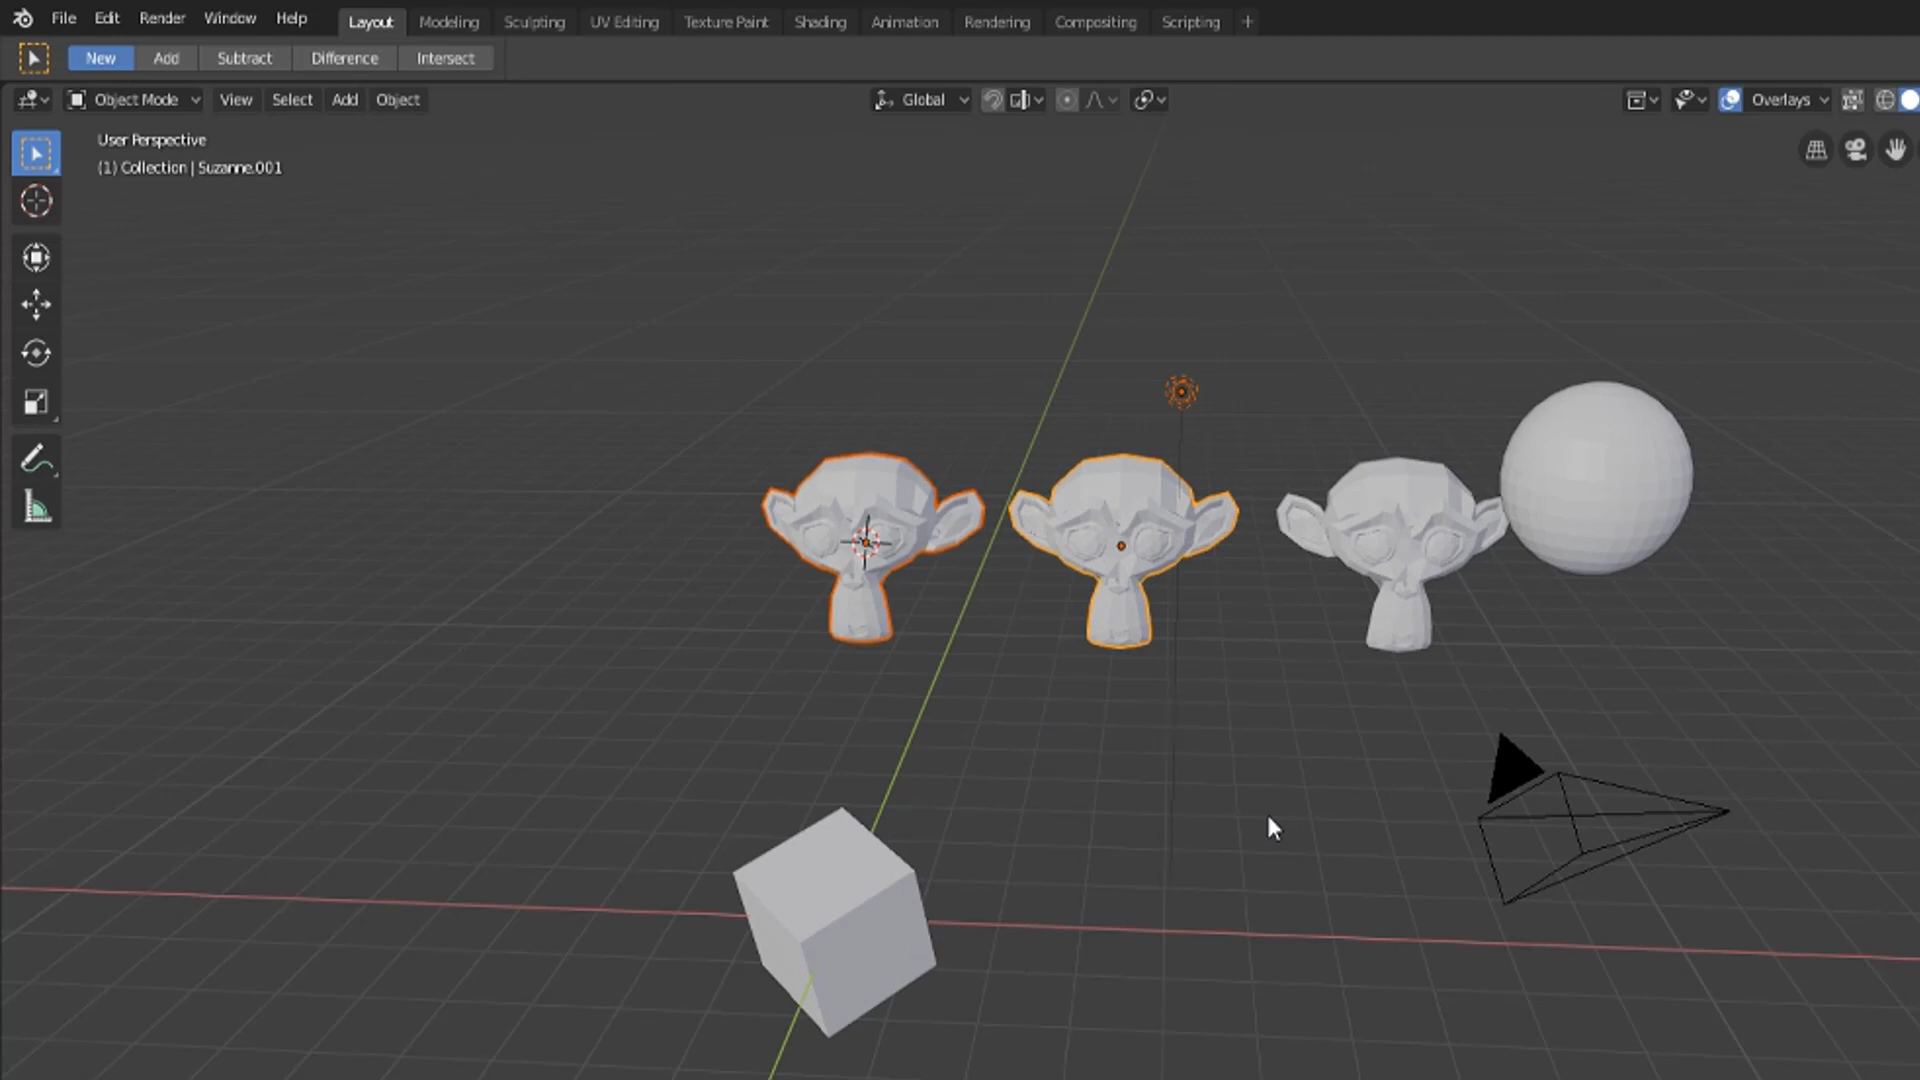 File Edit Render Window Help Layout Modeling Sculpting UV Editing Texture Paint Shading Animation Rendering Compositing Scripting +
New Add Subtract Difference Intersect
Object Mode View Select Add Object Global Overlays
User Perspective
(1) Collection | Suzanne.001